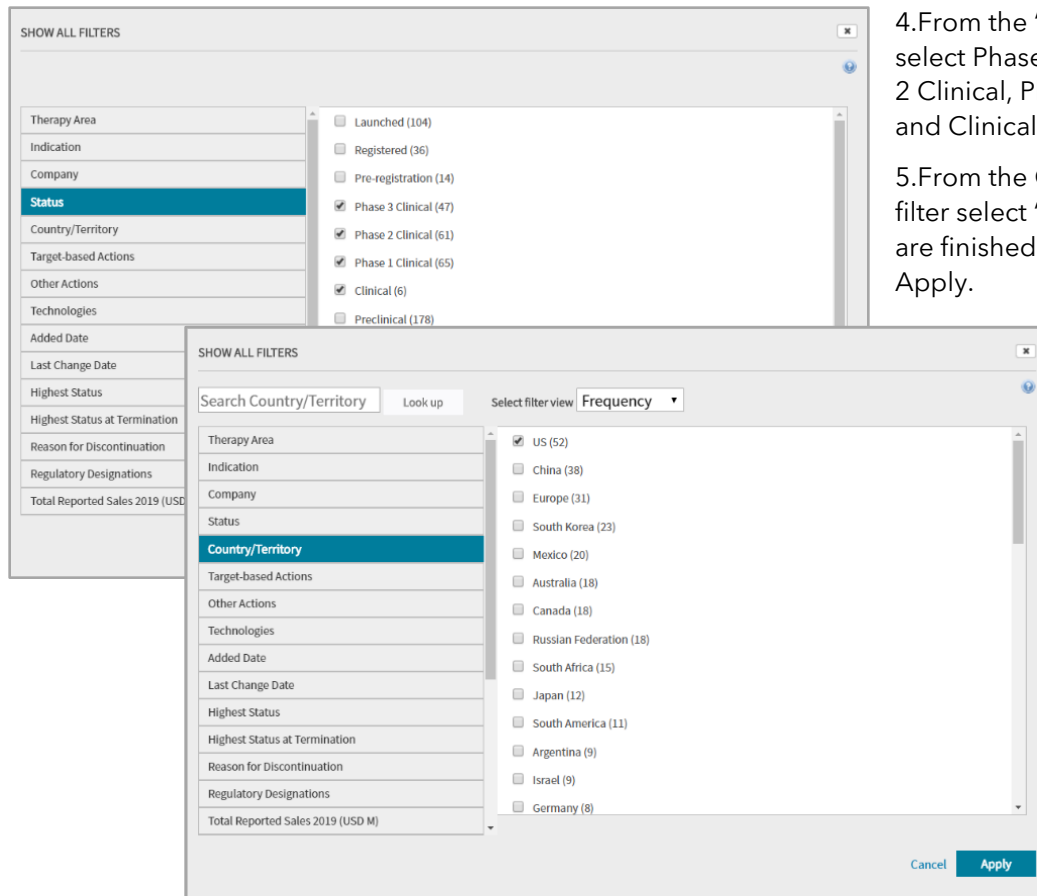 SHOW ALL FILTERS
Therapy Area
Indication
Company
Status
Country/Territory
Target-based Actions
Other Actions
Technologies
Added Date
Last Change Date
Highest Status
Highest Status at Termination
Reason for Discontinuation
Regulatory Designations
Total Reported Sales 2019 (USD
Launched (104)
Registered (36)
Pre-registration (14)
Phase 3 Clinical (47)
Phase 2 Clinical (61)
Phase 1 Clinical (65)
Clinical (6)
Preclinical (178)
SHOW ALL FILTERS
Search Country/Territory Look up Select filter view Frequency
Therapy Area
Indication
Company
Status
Country/Territory
Target-based Actions
Other Actions
Technologies
Added Date
Last Change Date
Highest Status
Highest Status at Termination
Reason for Discontinuation
Regulatory Designations
Total Reported Sales 2019 (USD M)
US (52)
China (38)
Europe (31)
South Korea (23)
Mexico (20)
Australia (18)
Canada (18)
Russian Federation (18)
South Africa (15)
Japan (12)
South America (11)
Argentina (9)
Israel (9)
Germany (8)
Cancel Apply
4.From the
select Phase
2 Clinical, P
and Clinical
5.From the
filter select
are finished
Apply.